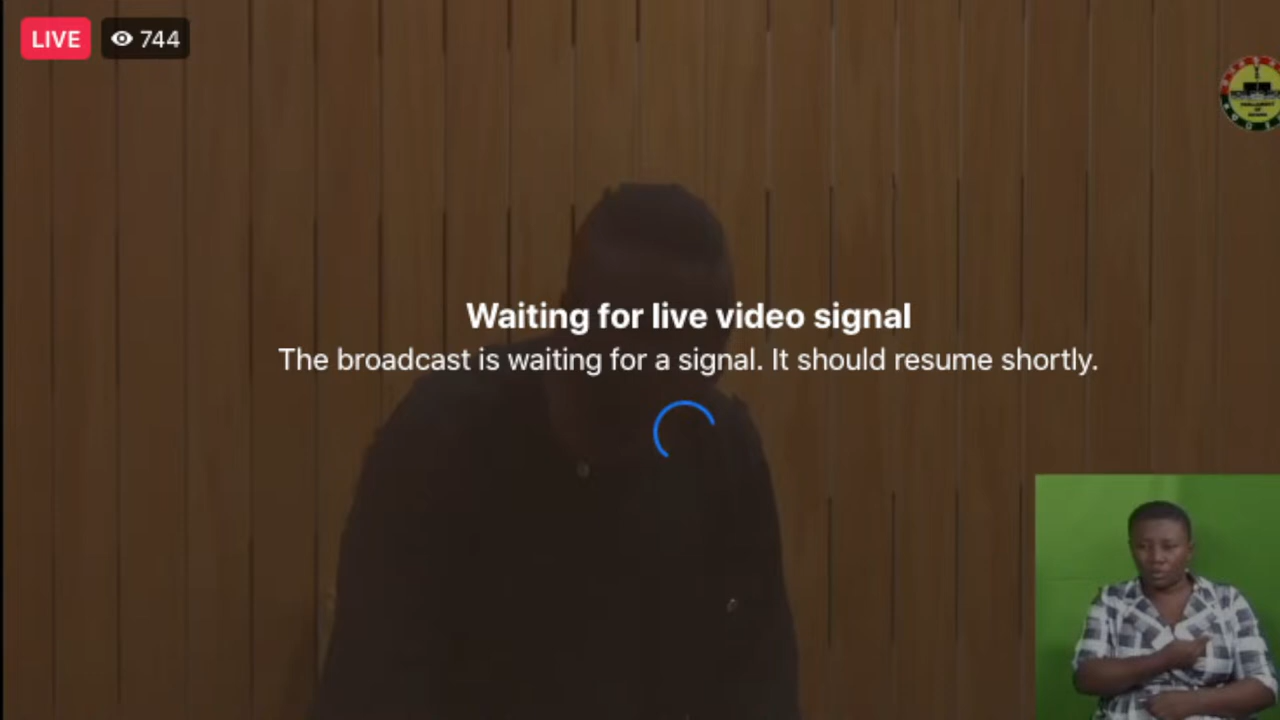 LIVE
744
Waiting for live video signal
The broadcast is waiting for a signal. It should resume shortly.